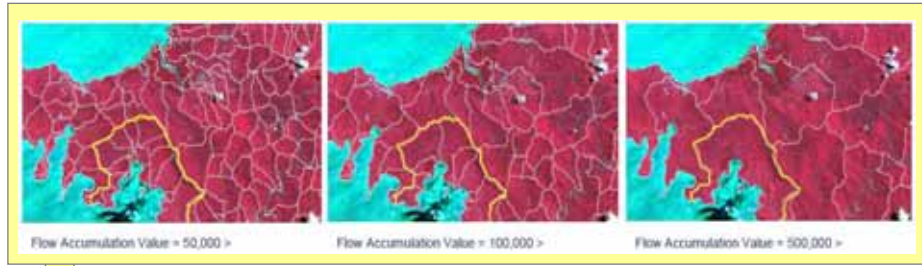 Flow Accumulation Value = 50,000 >
Flow Accumulation Value = 100,000 >
Flow Accumulation Value = 500,000 >